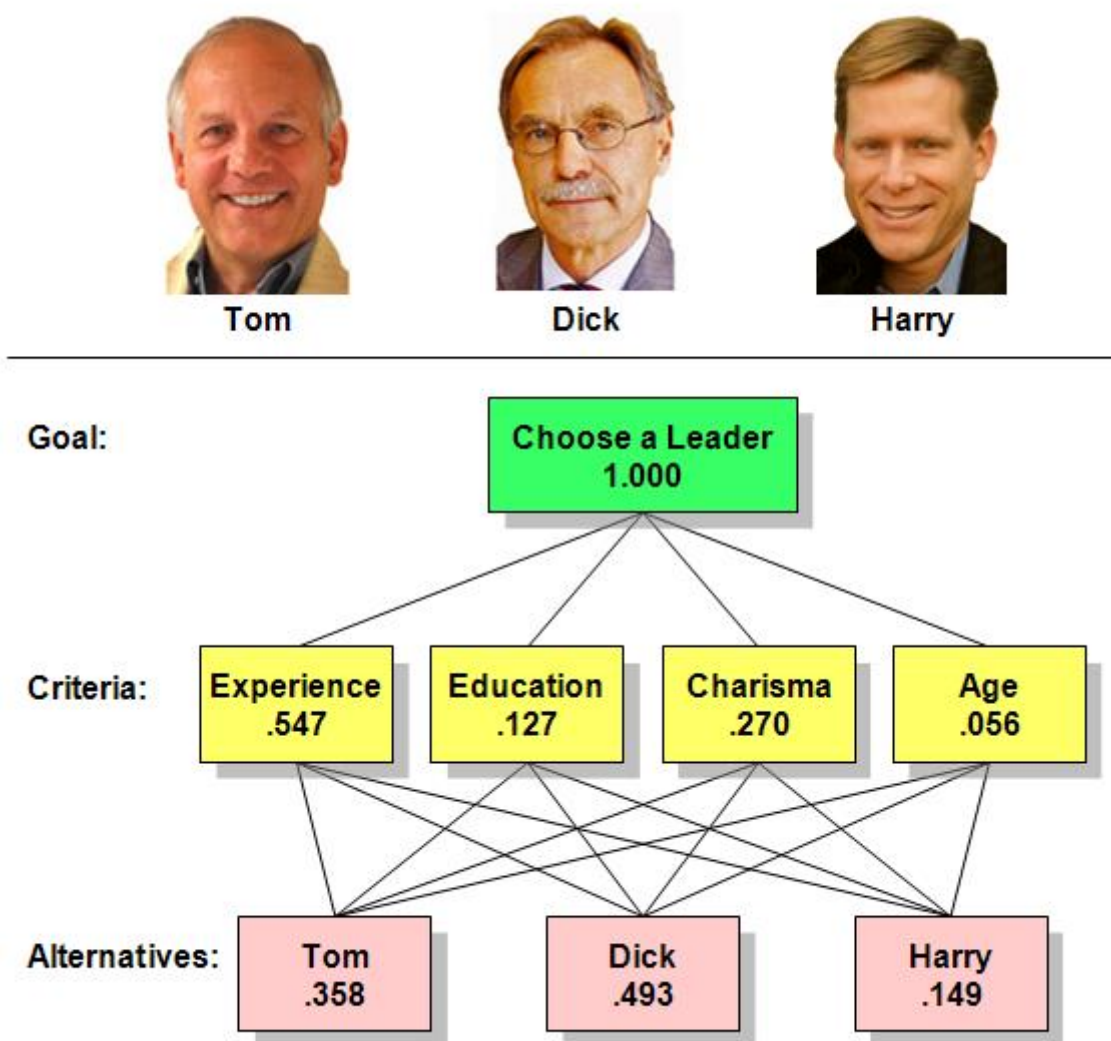 Tom Dick Harry
Goal:
Choose a Leader
1.000
Criteria:
Experience
.547
Education
.127
Charisma
.270
Age
.056
Alternatives:
Tom
.358
Dick
.493
Harry
.149